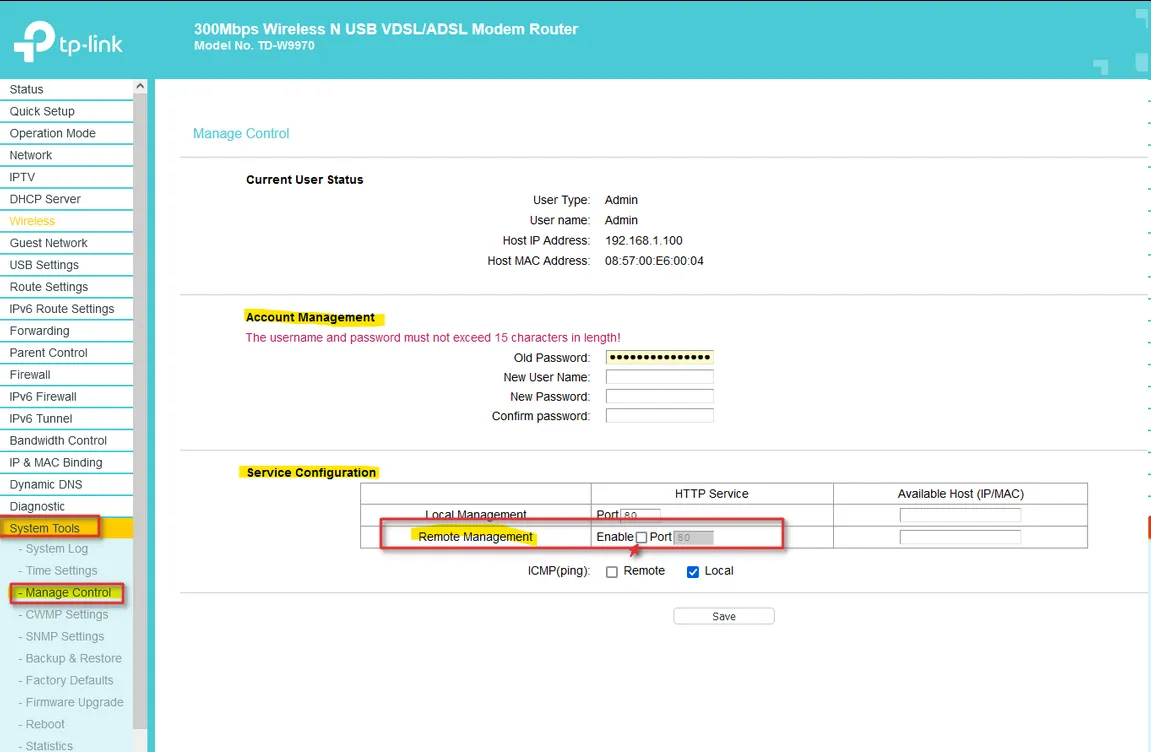 tp-link
300Mbps Wireless N USB VDSL/ADSL Modem Router
Model No. TD-W9970
Status
Quick Setup
Operation Mode
Network
IPTV
DHCP Server
Wireless
Guest Network
USB Settings
Route Settings
IPv6 Route Settings
Forwarding
Parent Control
Firewall
IPv6 Firewall
IPv6 Tunnel
Bandwidth Control
IP & MAC Binding
Dynamic DNS
Diagnostic
System Tools
- System Log
- Time Settings
- Manage Control
- CWMP Settings
- SNMP Settings
- Backup & Restore
- Factory Defaults
- Firmware Upgrade
- Reboot
- Statistics
Manage Control
Current User Status
User Type: Admin
User name: Admin
Host IP Address: 192.168.1.100
Host MAC Address: 08:57:00:E6:00:04
Account Management
The username and password must not exceed 15 characters in length!
Old Password: ●●●●●●●●●●●●●●●
New User Name:
New Password:
Confirm password:
Service Configuration
HTTP Service Available Host (IP/MAC)
Local Management Port 80
Remote Management Enable Port 80
ICMP(ping): Remote Local
Save